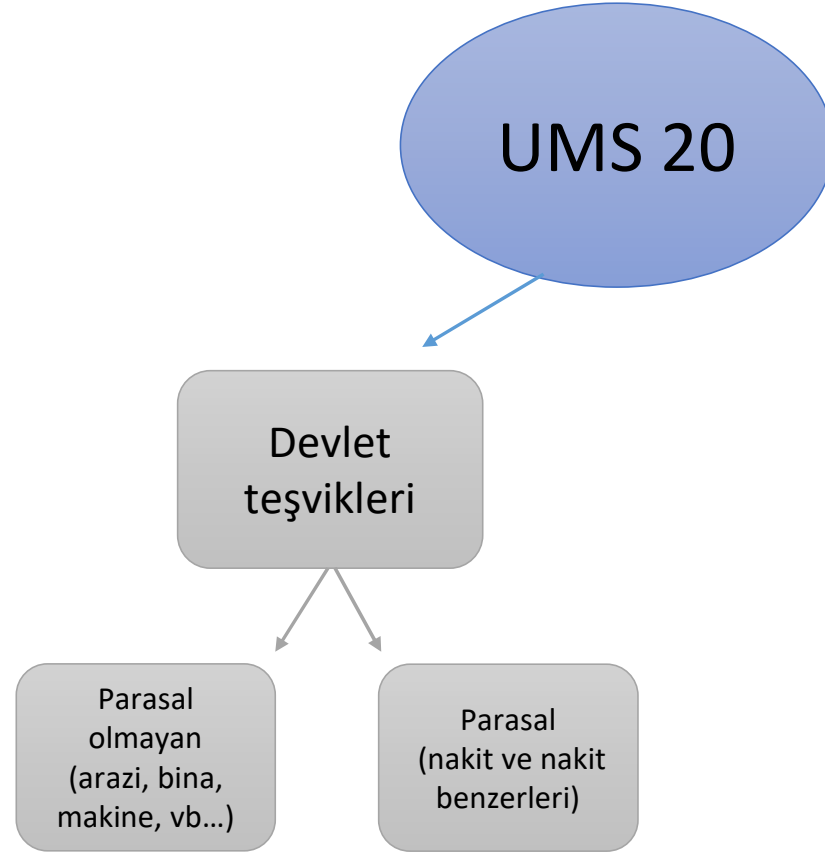 UMS 20
Devlet
teşvikleri
Parasal
olmayan
(arazi, bina,
makine, vb...)
Parasal
(nakit ve nakit
benzerleri)